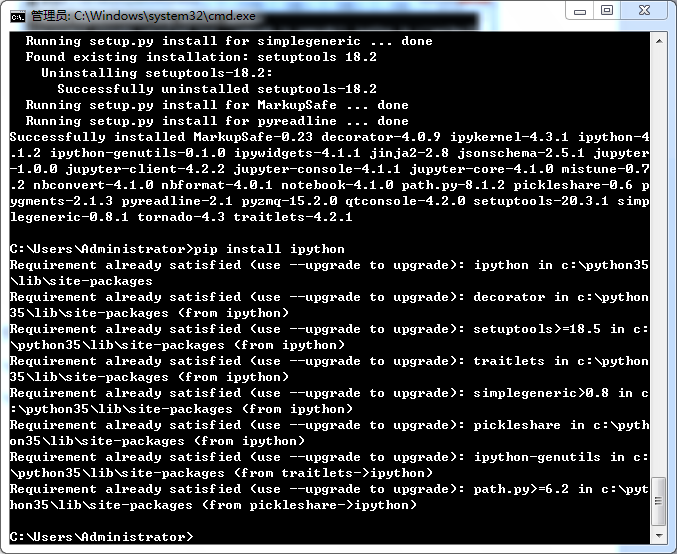 管理员: C:\Windows\system32\cmd.exe
Running setup.py install for simplegeneric ... done
Found existing installation: setuptools 18.2
Uninstalling setuptools-18.2:
Successfully uninstalled setuptools-18.2
Running setup.py install for MarkupSafe ... done
Running setup.py install for pyreadline ... done
Successfully installed MarkupSafe-0.23 decorator-4.0.9 ipykernel-4.3.1 ipython-4
.1.2 ipython-genutils-0.1.0 ipywidgets-4.1.1 jinja2-2.8 jsonschema-2.5.1 jupyter
-1.0.0 jupyter-client-4.2.2 jupyter-console-4.1.1 jupyter-core-4.1.0 mistune-0.7
.2 nbconvert-4.1.0 nbformat-4.0.1 notebook-4.1.0 path.py-8.1.2 pickleshare-0.6 p
ygments-2.1.3 pyreadline-2.1 pyzmq-15.2.0 qtconsole-4.2.0 setuptools-20.3.1 simp
legeneric-0.8.1 tornado-4.3 traitlets-4.2.1
C:\Users\Administrator>pip install ipython
Requirement already satisfied (use --upgrade to upgrade): ipython in c:\python35
\lib\site-packages
Requirement already satisfied (use --upgrade to upgrade): decorator in c:\python
35\lib\site-packages (from ipython)
Requirement already satisfied (use --upgrade to upgrade): setuptools>=18.5 in c:
\python35\lib\site-packages (from ipython)
Requirement already satisfied (use --upgrade to upgrade): traitlets in c:\python
35\lib\site-packages (from ipython)
Requirement already satisfied (use --upgrade to upgrade): simplegeneric>0.8 in c
:\python35\lib\site-packages (from ipython)
Requirement already satisfied (use --upgrade to upgrade): pickleshare in c:\pyth
on35\lib\site-packages (from ipython)
Requirement already satisfied (use --upgrade to upgrade): ipython-genutils in c:
\python35\lib\site-packages (from traitlets->ipython)
Requirement already satisfied (use --upgrade to upgrade): path.py>=6.2 in c:\pyt
hon35\lib\site-packages (from pickleshare->ipython)
C:\Users\Administrator>